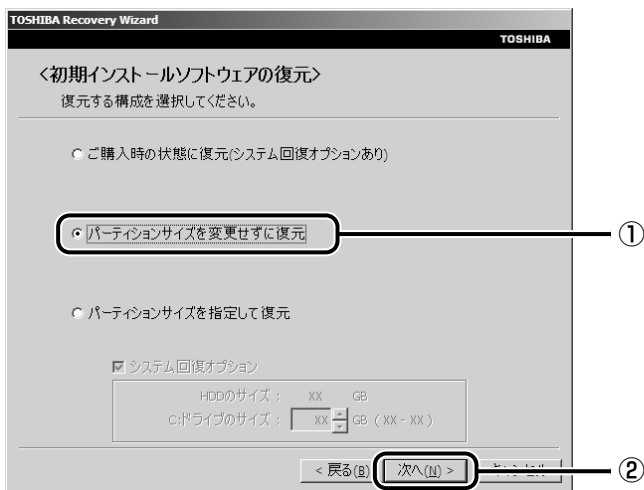 TOSHIBA Recovery Wizard
TOSHIBA
<初期インストールソフトウェアの復元>
復元する構成を選択してください。
ご購入時の状態に復元(システム回復オプションあり)
パーティションサイズを変更せずに復元
①
パーティションサイズを指定して復元
システム回復オプション
HDDのサイズ： XX GB
C:ドライブのサイズ： XX GB ( XX - XX )
< 戻る(B) 次へ(N) > キャンセル
②